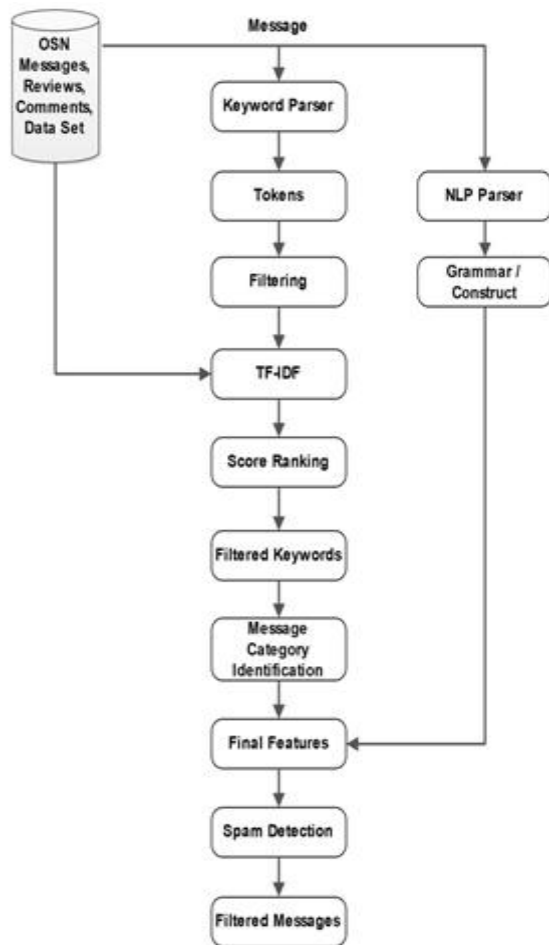 OSN
Messages,
Reviews,
Comments,
Data Set
Message
Keyword Parser
Tokens
NLP Parser
Filtering
Grammar /
Construct
TF-IDF
Score Ranking
Filtered Keywords
Message
Category
Identification
Final Features
Spam Detection
Filtered Messages